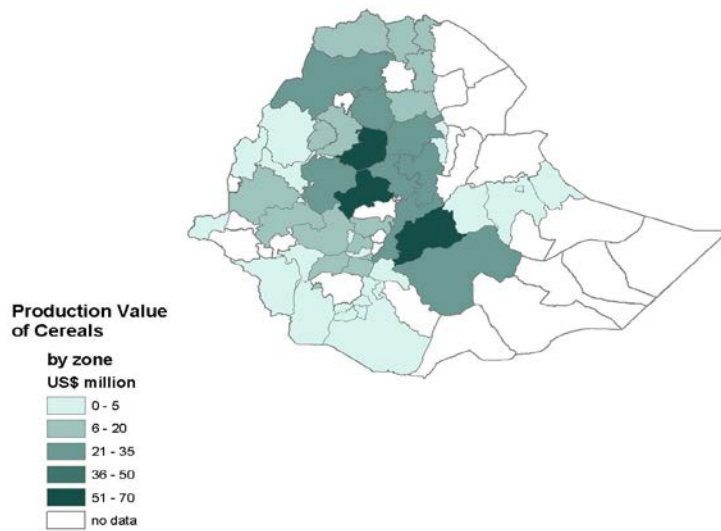 Production Value
of Cereals
by zone
US$ million
0 - 5
6 - 20
21 - 35
36 - 50
51 - 70
no data